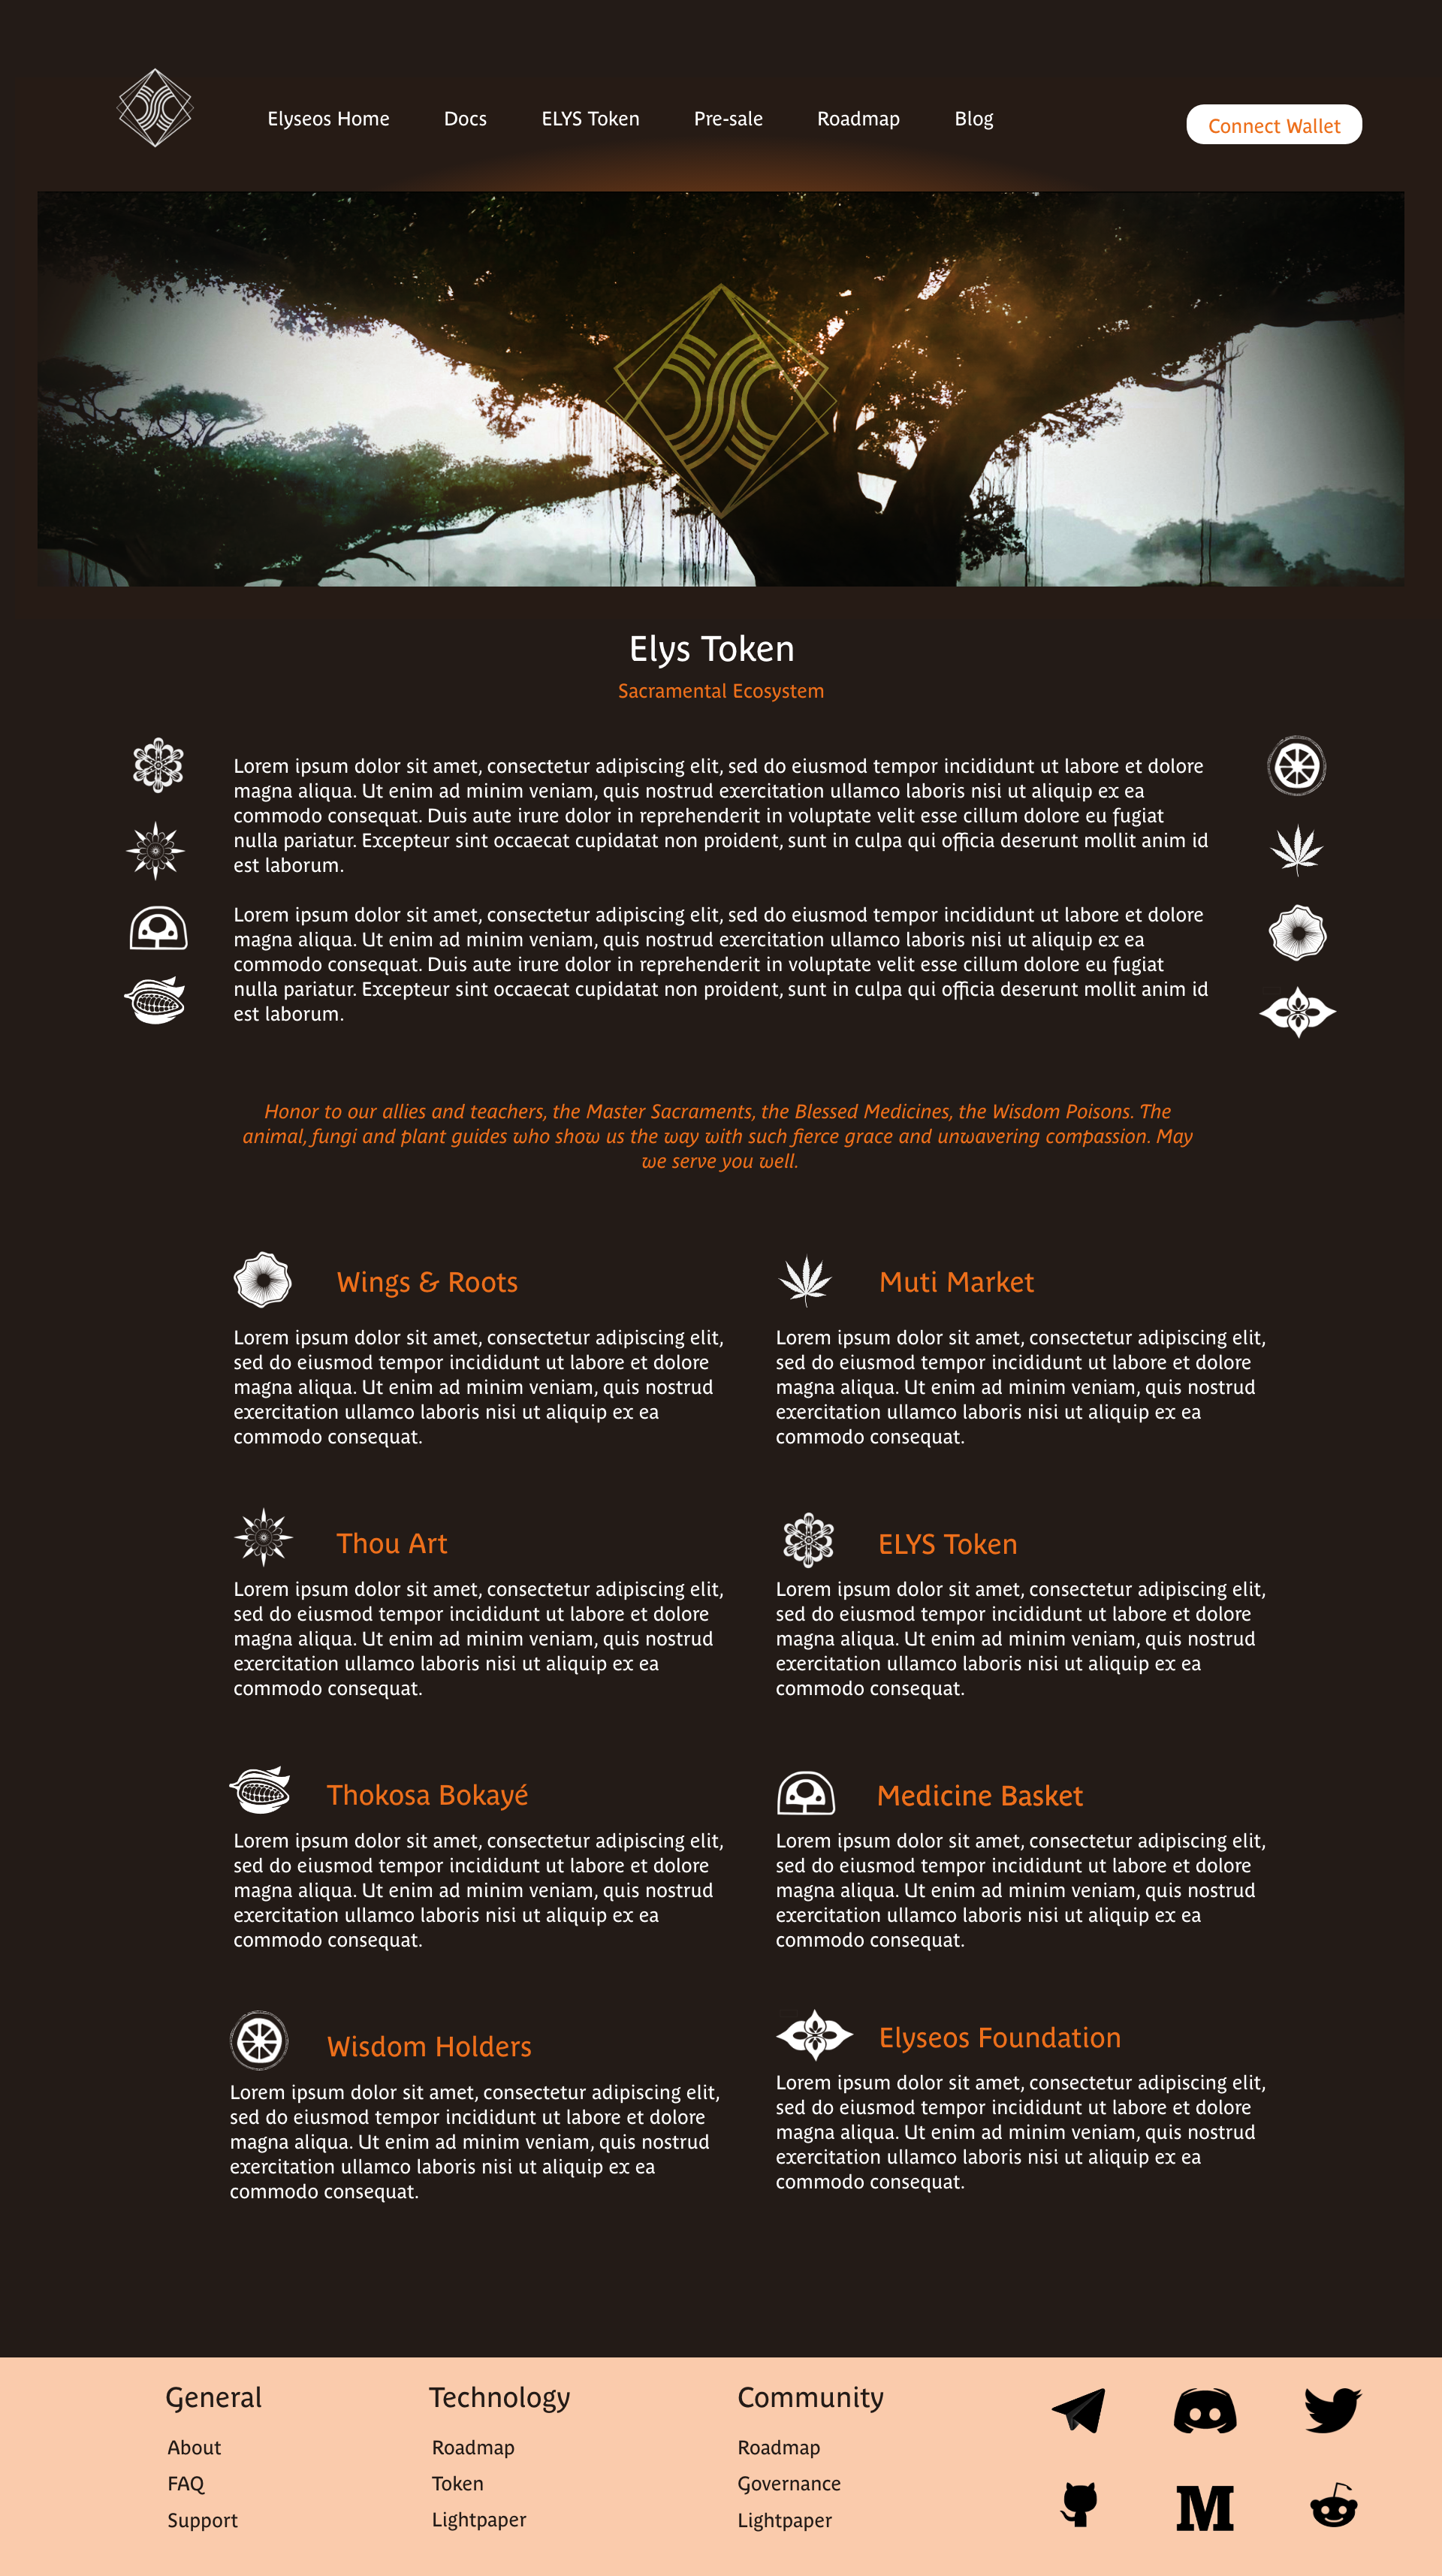 Elyseos Home Docs ELYS Token Pre-sale Roadmap Blog Connect Wallet
Elys Token
Sacramental Ecosystem
Lorem ipsum dolor sit amet, consectetur adipiscing elit, sed do eiusmod tempor incididunt ut labore et dolore
magna aliqua. Ut enim ad minim veniam, quis nostrud exercitation ullamco laboris nisi ut aliquip ex ea
commodo consequat. Duis aute irure dolor in reprehenderit in voluptate velit esse cillum dolore eu fugiat
nulla pariatur. Excepteur sint occaecat cupidatat non proident, sunt in culpa qui officia deserunt mollit anim id
est laborum.
Lorem ipsum dolor sit amet, consectetur adipiscing elit, sed do eiusmod tempor incididunt ut labore et dolore
magna aliqua. Ut enim ad minim veniam, quis nostrud exercitation ullamco laboris nisi ut aliquip ex ea
commodo consequat. Duis aute irure dolor in reprehenderit in voluptate velit esse cillum dolore eu fugiat
nulla pariatur. Excepteur sint occaecat cupidatat non proident, sunt in culpa qui officia deserunt mollit anim id
est laborum.
Honor to our allies and teachers, the Master Sacraments, the Blessed Medicines, the Wisdom Poisons. The
animal, fungi and plant guides who show us the way with such fierce grace and unwavering compassion. May
we serve you well.
Wings & Roots
Lorem ipsum dolor sit amet, consectetur adipiscing elit,
sed do eiusmod tempor incididunt ut labore et dolore
magna aliqua. Ut enim ad minim veniam, quis nostrud
exercitation ullamco laboris nisi ut aliquip ex ea
commodo consequat.
Muti Market
Lorem ipsum dolor sit amet, consectetur adipiscing elit,
sed do eiusmod tempor incididunt ut labore et dolore
magna aliqua. Ut enim ad minim veniam, quis nostrud
exercitation ullamco laboris nisi ut aliquip ex ea
commodo consequat.
Thou Art
Lorem ipsum dolor sit amet, consectetur adipiscing elit,
sed do eiusmod tempor incididunt ut labore et dolore
magna aliqua. Ut enim ad minim veniam, quis nostrud
exercitation ullamco laboris nisi ut aliquip ex ea
commodo consequat.
ELYS Token
Lorem ipsum dolor sit amet, consectetur adipiscing elit,
sed do eiusmod tempor incididunt ut labore et dolore
magna aliqua. Ut enim ad minim veniam, quis nostrud
exercitation ullamco laboris nisi ut aliquip ex ea
commodo consequat.
Thokosa Bokayé
Lorem ipsum dolor sit amet, consectetur adipiscing elit,
sed do eiusmod tempor incididunt ut labore et dolore
magna aliqua. Ut enim ad minim veniam, quis nostrud
exercitation ullamco laboris nisi ut aliquip ex ea
commodo consequat.
Medicine Basket
Lorem ipsum dolor sit amet, consectetur adipiscing elit,
sed do eiusmod tempor incididunt ut labore et dolore
magna aliqua. Ut enim ad minim veniam, quis nostrud
exercitation ullamco laboris nisi ut aliquip ex ea
commodo consequat.
Wisdom Holders
Lorem ipsum dolor sit amet, consectetur adipiscing elit,
sed do eiusmod tempor incididunt ut labore et dolore
magna aliqua. Ut enim ad minim veniam, quis nostrud
exercitation ullamco laboris nisi ut aliquip ex ea
commodo consequat.
Elyseos Foundation
Lorem ipsum dolor sit amet, consectetur adipiscing elit,
sed do eiusmod tempor incididunt ut labore et dolore
magna aliqua. Ut enim ad minim veniam, quis nostrud
exercitation ullamco laboris nisi ut aliquip ex ea
commodo consequat.
General
About
FAQ
Support
Technology
Roadmap
Token
Lightpaper
Community
Roadmap
Governance
Lightpaper
M